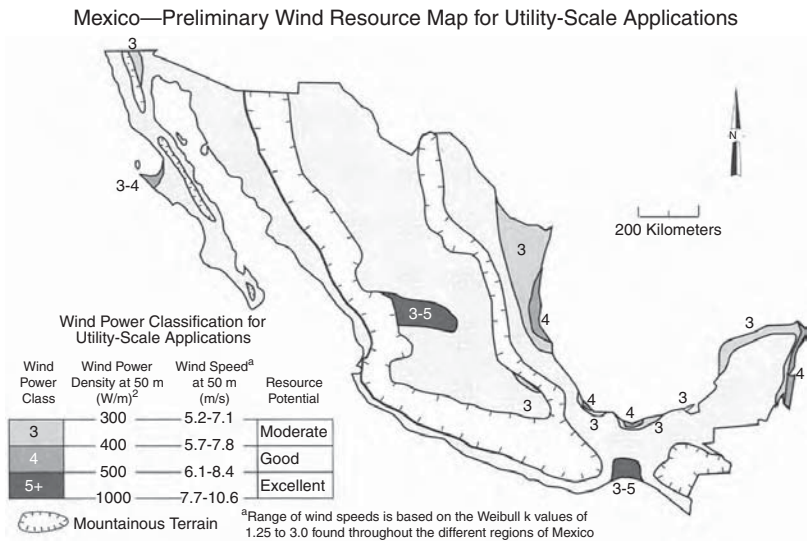 Mexico—Preliminary Wind Resource Map for Utility-Scale Applications
3
3-4
N
200 Kilometers
3
4
3-5
3
4
3
4
3
4
3
3
3-5
Wind Power Classification for
Utility-Scale Applications
Wind Power Class
Wind Power Density at 50 m (W/m)2
Wind Speeda at 50 m (m/s)
Resource Potential
300 5.2-7.1
3 Moderate
400 5.7-7.8
4 Good
500 6.1-8.4
5+ Excellent
1000 7.7-10.6
Mountainous Terrain
aRange of wind speeds is based on the Weibull k values of
1.25 to 3.0 found throughout the different regions of Mexico